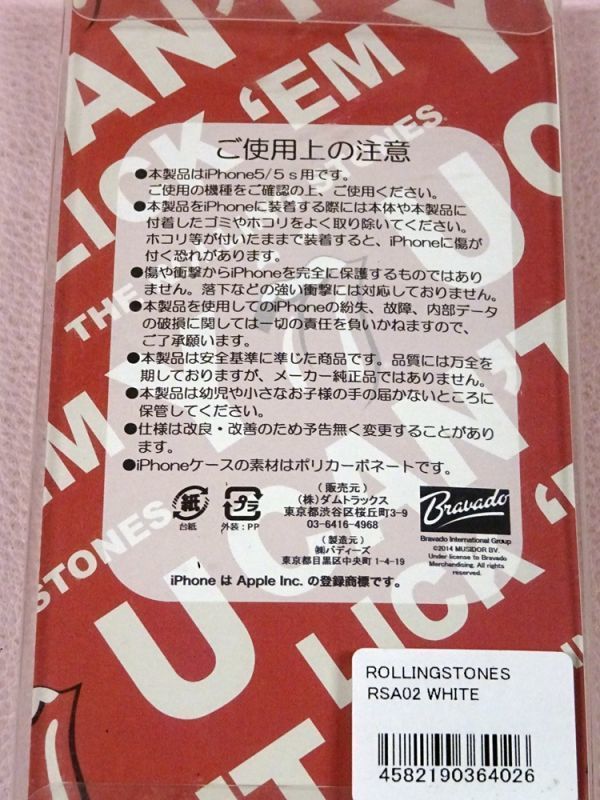 AN'T
Y
LICK 'EM
U
THE ROLLING STONES.
ご使用上の注意
●本製品はiPhone5/5s用です。
ご使用の機種をご確認の上、ご使用ください。
●本製品をiPhoneに装着する際には本体や本製品に
付着したゴミやホコリをよく取り除いてください。
ホコリ等が付いたままで装着すると、iPhoneに傷が
付く恐れがあります。
●傷や衝撃からiPhoneを完全に保護するものではあり
ません。落下などの強い衝撃には対応しておりません。
●本製品を使用してのiPhoneの紛失、故障、内部データ
の破損に関しては一切の責任を負いかねますので、
ご了承願います。
●本製品は安全基準に準じた商品です。品質には万全を
期しておりますが、メーカー純正品ではありません。
●本製品は幼児や小さなお子様の手の届かないところに
保管してください。
●仕様は改良・改善のため予告無く変更することがあり
ます。
●iPhoneケースの素材はポリカーボネートです。
紙
台紙
プラ
外装:PP
(販売元)
(株)ダムトラックス
東京都渋谷区桜丘町3-9
03-6416-4968
(製造元)
㈱バディーズ
東京都目黒区中央町1-4-19
Bravado
Bravado International Group
©2014 MUSIDOR BV.
Under license to Bravado
Merchandising. All rights
reserved.
iPhone は Apple Inc. の登録商標です。
EM
STONES
U CAN'T
LICK 'EM
ROLLINGSTONES
RSA02 WHITE
4582190364026